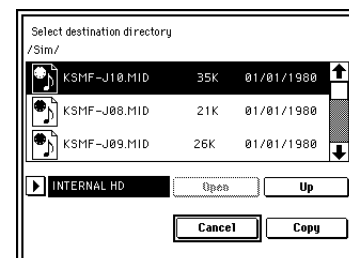 Select destination directory
/Sim/
KSMF-J10.MID 35K 01/01/1980
KSMF-J08.MID 21K 01/01/1980
KSMF-J09.MID 26K 01/01/1980
INTERNAL HD Open Up
Cancel Copy